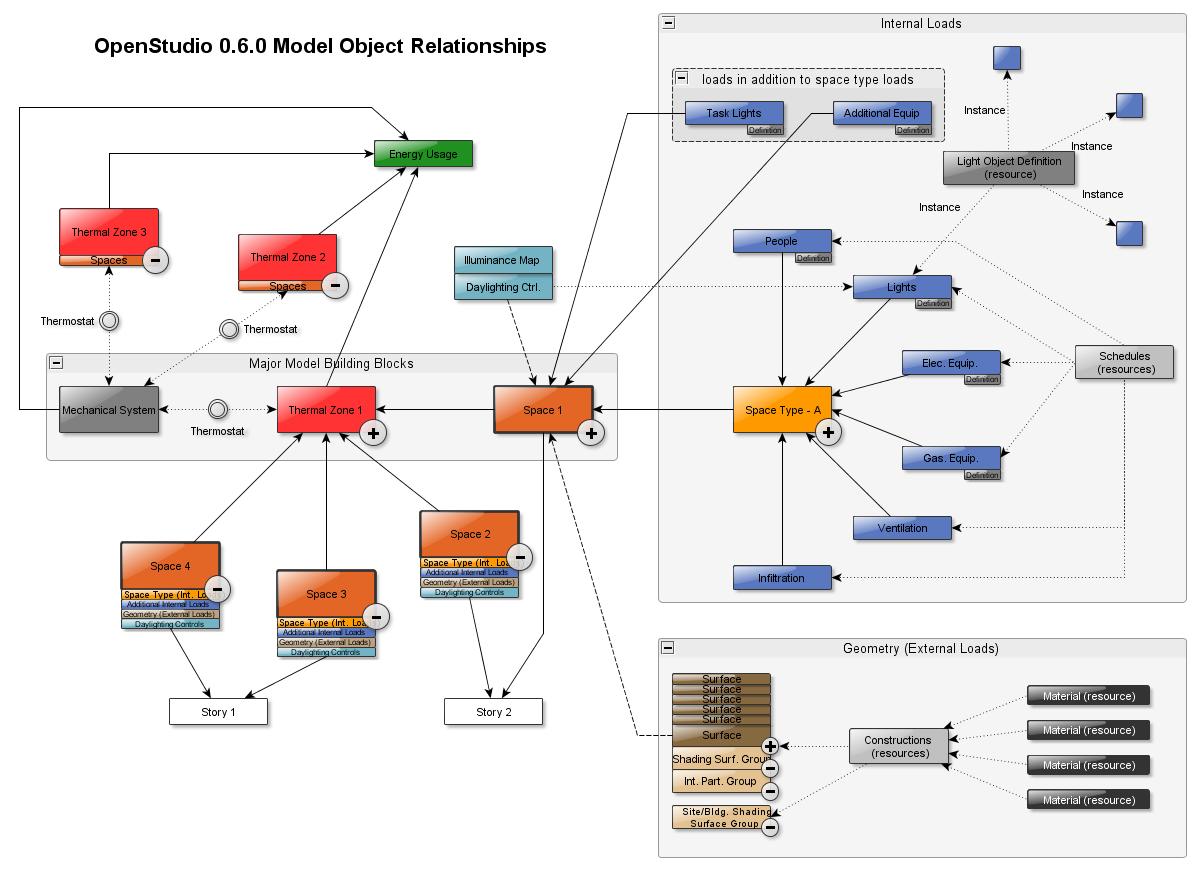 OpenStudio 0.6.0 Model Object Relationships
Internal Loads
loads in addition to space type loads
Task Lights
Definition
Additional Equip
Definition
Instance
Instance
Light Object Definition
(resource)
Instance
Instance
Energy Usage
Thermal Zone 3
Spaces
Thermal Zone 2
Spaces
Thermostat
Thermostat
Illuminance Map
Daylighting Ctrl.
People
Definition
Lights
Definition
Schedules
(resources)
Elec. Equip.
Definition
Major Model Building Blocks
Mechanical System
Thermostat
Thermal Zone 1
Space 1
Space Type - A
Gas. Equip.
Definition
Ventilation
Infiltration
Space 4
Space Type (Int. Loa
Additional Internal Loads
Geometry (External Loads)
Daylighting Controls
Space 3
Space Type (Int. Loa
Additional Internal Loads
Geometry (External Loads)
Daylighting Controls
Space 2
Space Type (Int. Loa
Additional Internal Loads
Geometry (External Loads)
Daylighting Controls
Story 1
Story 2
Geometry (External Loads)
Surface
Surface
Surface
Surface
Surface
Surface
Shading Surf. Group
Int. Part. Group
Site/Bldg. Shading
Surface Group
Constructions
(resources)
Material (resource)
Material (resource)
Material (resource)
Material (resource)